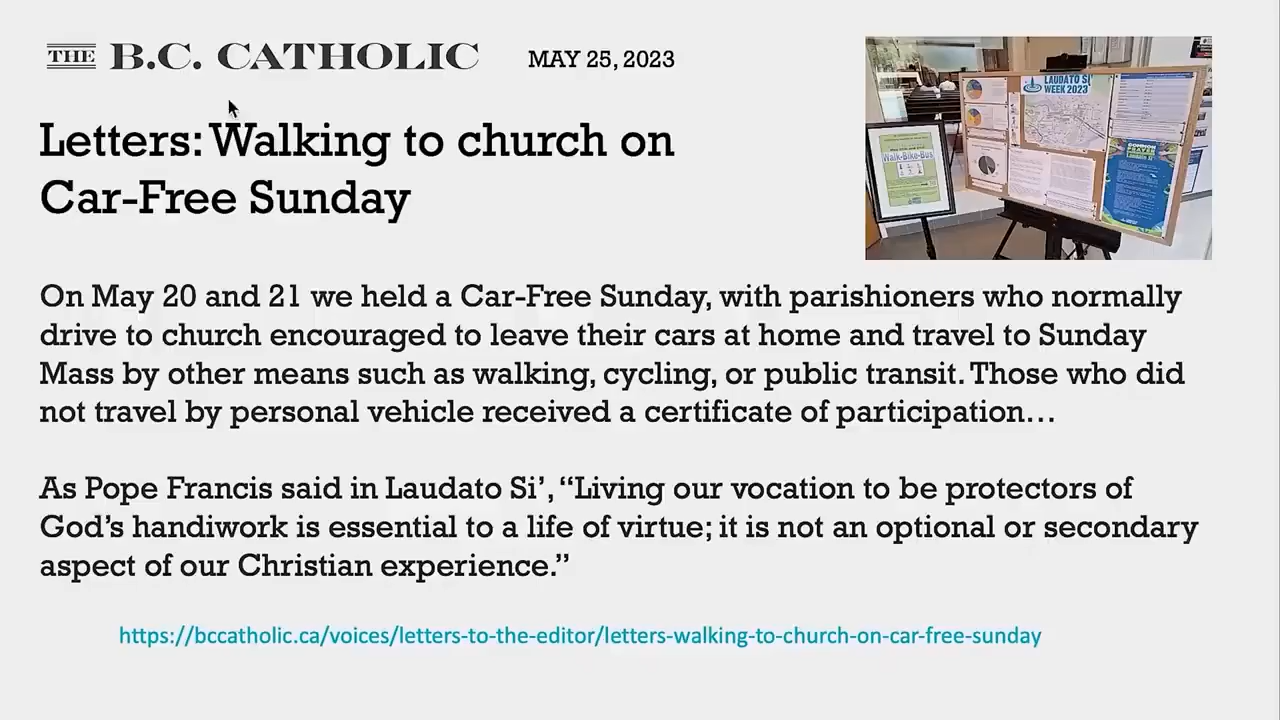 THE B.C. CATHOLIC MAY 25, 2023
Letters: Walking to church on
Car-Free Sunday
LAUDATO SI'
WEEK 2023
Walk-Bike-Bus
On May 20 and 21 we held a Car-Free Sunday, with parishioners who normally
drive to church encouraged to leave their cars at home and travel to Sunday
Mass by other means such as walking, cycling, or public transit. Those who did
not travel by personal vehicle received a certificate of participation…
As Pope Francis said in Laudato Si’, “Living our vocation to be protectors of
God’s handiwork is essential to a life of virtue; it is not an optional or secondary
aspect of our Christian experience.”
https://bccatholic.ca/voices/letters-to-the-editor/letters-walking-to-church-on-car-free-sunday